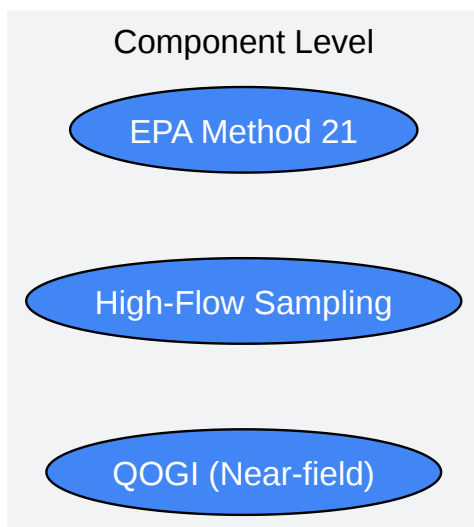 Component Level
EPA Method 21
High-Flow Sampling
QOGI (Near-field)